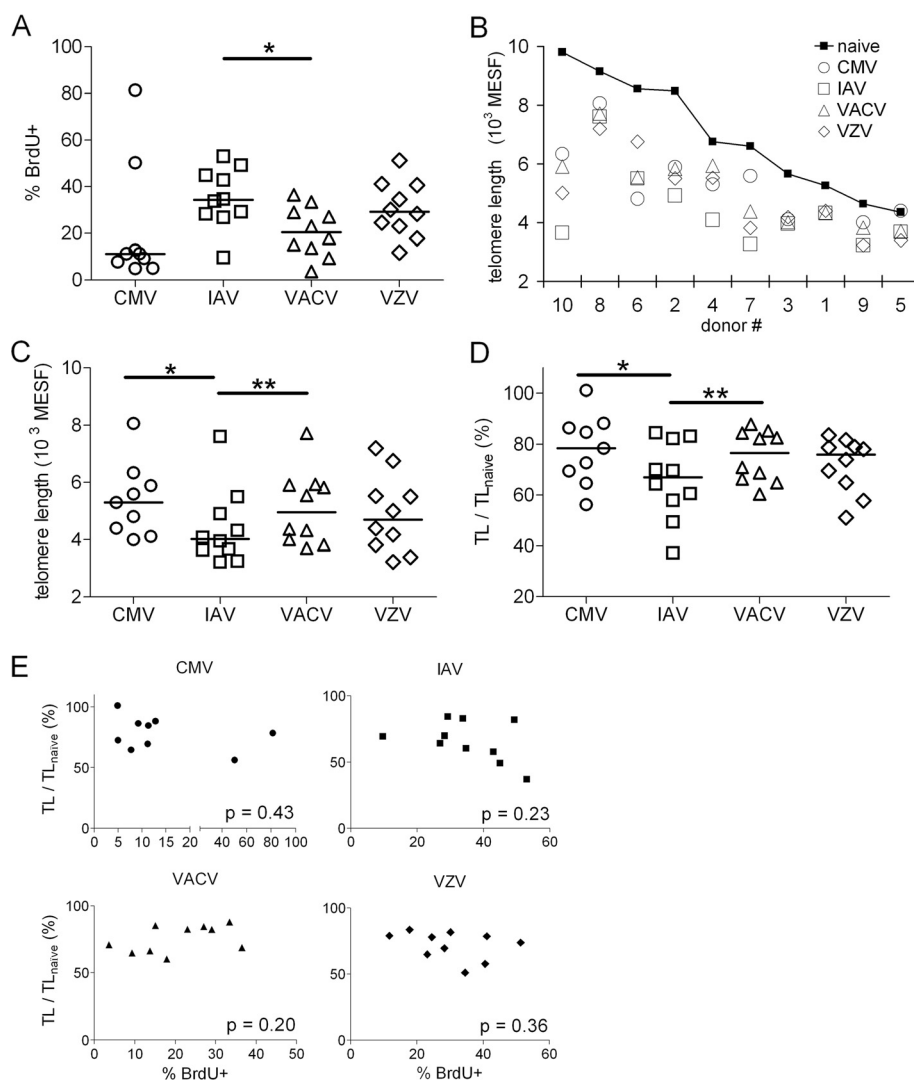 A
% BrdU+
100
80
60
40
20
0
*
CMV IAV VACV VZV
B
telomere length (10³ MESF)
10
8
6
4
2
naive
CMV
IAV
VACV
VZV
10 8 6 2 4 7 3 1 9 5
donor #
C
telomere length (10 ³ MESF)
10
8
6
4
2
* **
CMV IAV VACV VZV
D
TL / TLnaive (%)
100
80
60
40
20
* **
CMV IAV VACV VZV
E
CMV
TL / TLnaïve (%)
100
50
0
p = 0.43
0 5 10 15 20 40 60 80 100
IAV
100
50
0
p = 0.23
0 20 40 60
VACV
TL / TLnaïve (%)
100
50
0
p = 0.20
0 10 20 30 40 50
% BrdU+
VZV
100
50
0
p = 0.36
0 20 40 60
% BrdU+